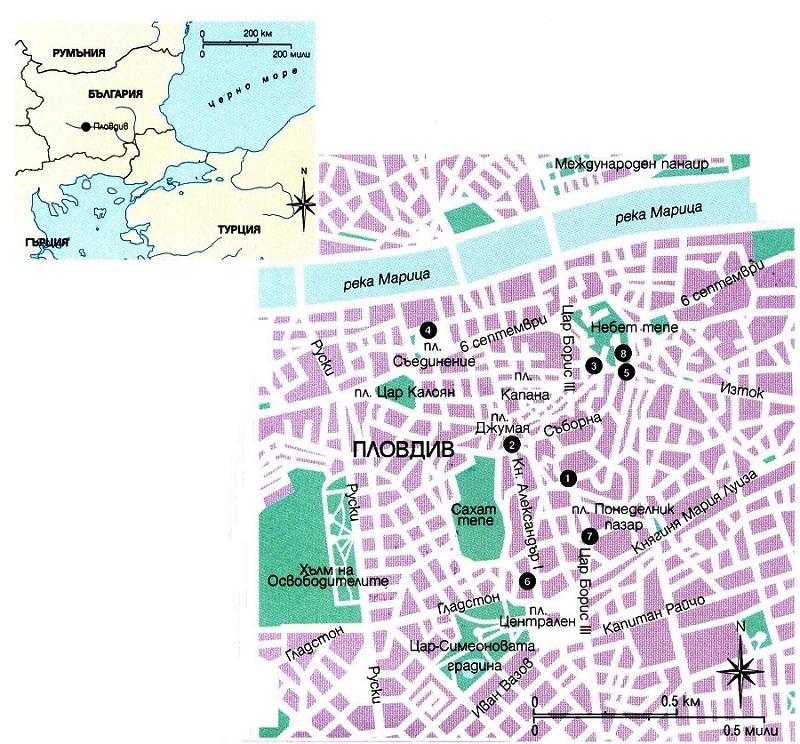 0 200 km
0 200 мили
РУМЪНИЯ
БЪЛГАРИЯ
Черно море
Пловдив
N
ГЪРЦИЯ
ТУРЦИЯ
Международен панаир
река Марица
река Марица
6 септември
Цар Борис III
Небет тепе
4
6 септември
пл.
Съединение
Руски
8
3
5
пл.
Капана
Изток
пл. Цар Калоян
пл.
Джумая
Съборна
2
ПЛОВДИВ
1
Кн. Александър I
Руски
Сахат
тепе
пл. Понеделник
пазар
Княгиня Мария Луиза
7
Хълм на
Освободителите
6
Цар Борис III
Гладстон
пл.
Централен
Капитан Райчо
Гладстон
Цар-Симеоновата
градина
N
Руски
Иван Вазов
0 0.5 км
0 0.5 мили